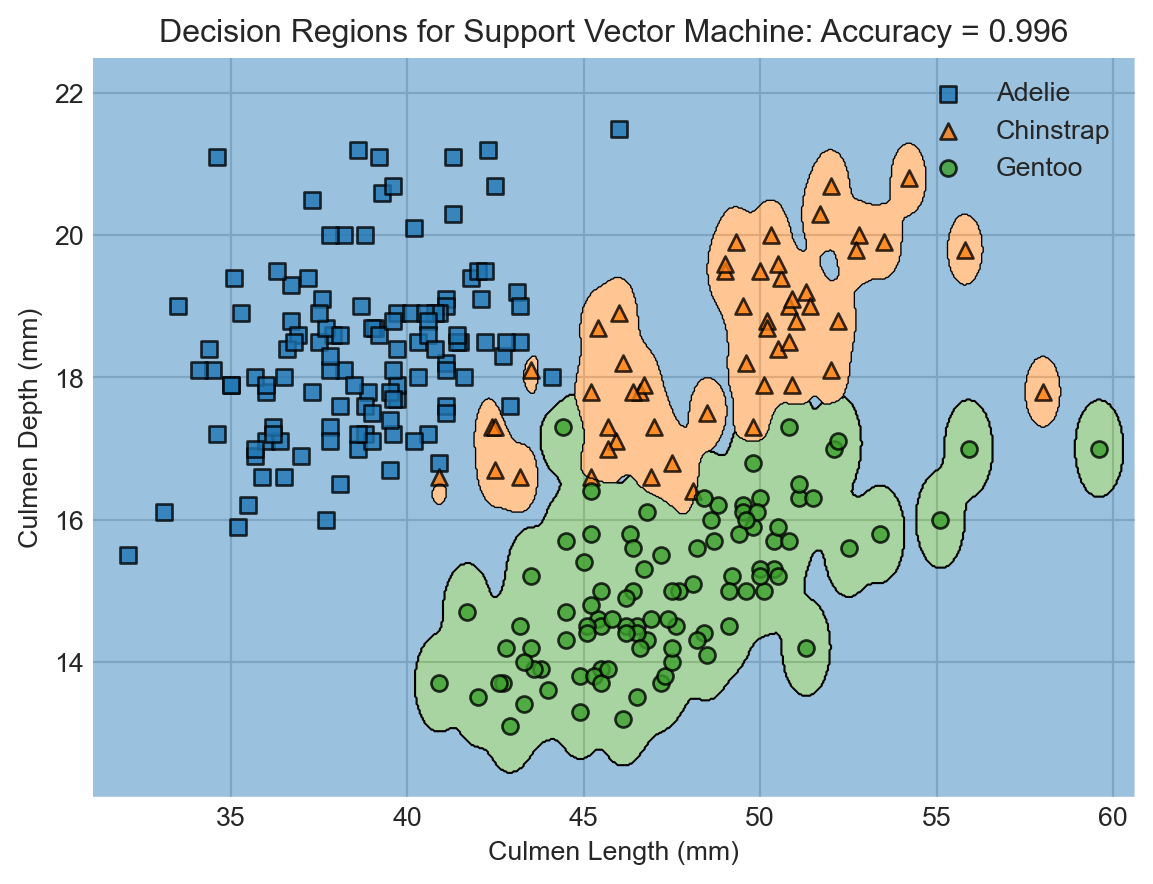 Decision Regions for Support Vector Machine: Accuracy = 0.996
22
20
18
16
14
Culmen Depth (mm)
Adelie
Chinstrap
Gentoo
35 40 45 50 55 60
Culmen Length (mm)